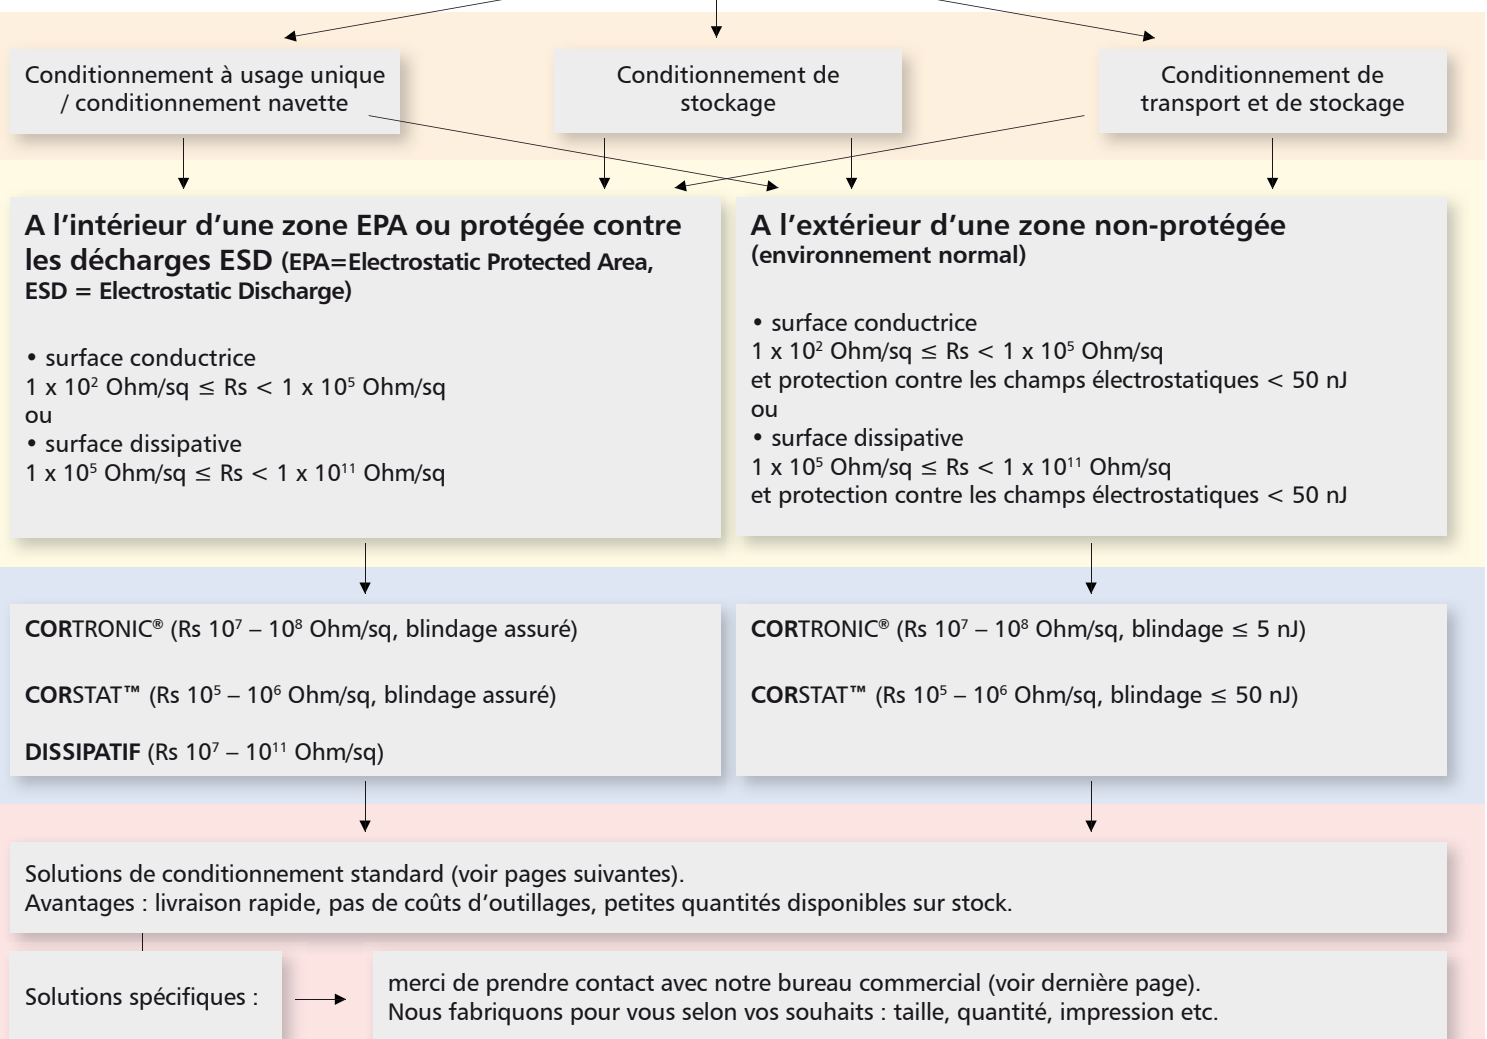 Conditionnement à usage unique
/ conditionnement navette
Conditionnement de
stockage
Conditionnement de
transport et de stockage
A l’intérieur d’une zone EPA ou protégée contre
les décharges ESD (EPA=Electrostatic Protected Area,
ESD = Electrostatic Discharge)
• surface conductrice
1 x 10² Ohm/sq ≤ Rs < 1 x 10⁵ Ohm/sq
ou
• surface dissipative
1 x 10⁵ Ohm/sq ≤ Rs < 1 x 10¹¹ Ohm/sq
A l’extérieur d’une zone non-protégée
(environnement normal)
• surface conductrice
1 x 10² Ohm/sq ≤ Rs < 1 x 10⁵ Ohm/sq
et protection contre les champs électrostatiques < 50 nJ
ou
• surface dissipative
1 x 10⁵ Ohm/sq ≤ Rs < 1 x 10¹¹ Ohm/sq
et protection contre les champs électrostatiques < 50 nJ
CORTRONIC® (Rs 10⁷ – 10⁸ Ohm/sq, blindage assuré)
CORSTAT™ (Rs 10⁵ – 10⁶ Ohm/sq, blindage assuré)
DISSIPATIF (Rs 10⁷ – 10¹¹ Ohm/sq)
CORTRONIC® (Rs 10⁷ – 10⁸ Ohm/sq, blindage ≤ 5 nJ)
CORSTAT™ (Rs 10⁵ – 10⁶ Ohm/sq, blindage ≤ 50 nJ)
Solutions de conditionnement standard (voir pages suivantes).
Avantages : livraison rapide, pas de coûts d’outillages, petites quantités disponibles sur stock.
Solutions spécifiques :
merci de prendre contact avec notre bureau commercial (voir dernière page).
Nous fabriquons pour vous selon vos souhaits : taille, quantité, impression etc.